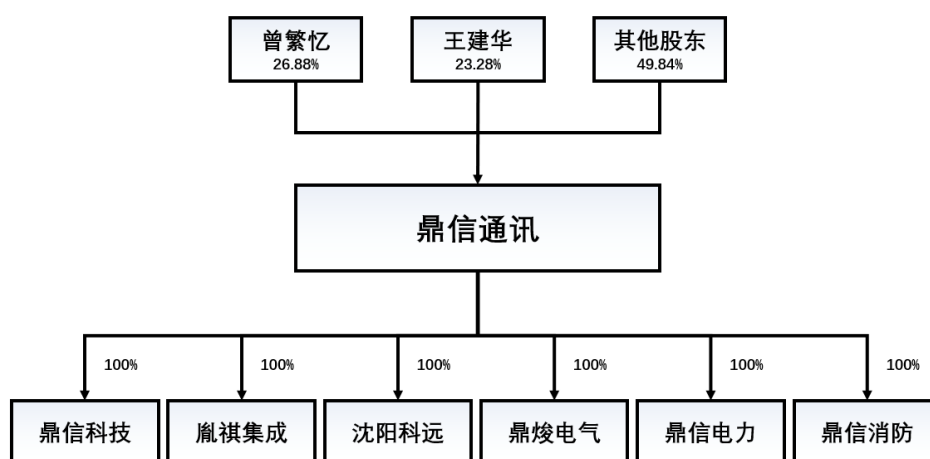 曾繁忆
26.88%
王建华
23.28%
其他股东
49.84%
鼎信通讯
100%
100%
100%
100%
100%
100%
鼎信科技
胤祺集成
沈阳科远
鼎焌电气
鼎信电力
鼎信消防